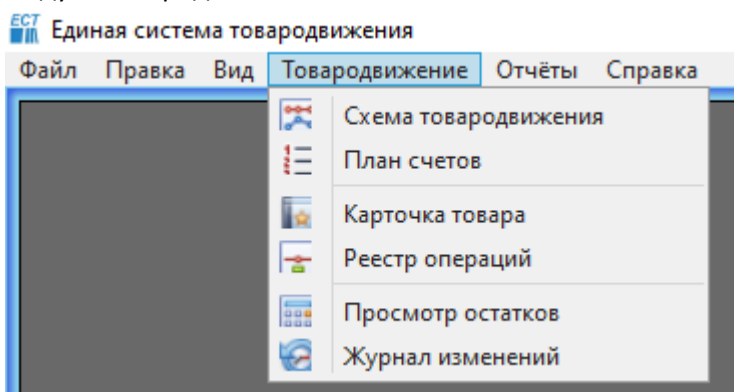 ЕСТ Единая система товародвижения
Файл Правка Вид Товародвижение Отчёты Справка
Схема товародвижения
План счетов
Карточка товара
Реестр операций
Просмотр остатков
Журнал изменений